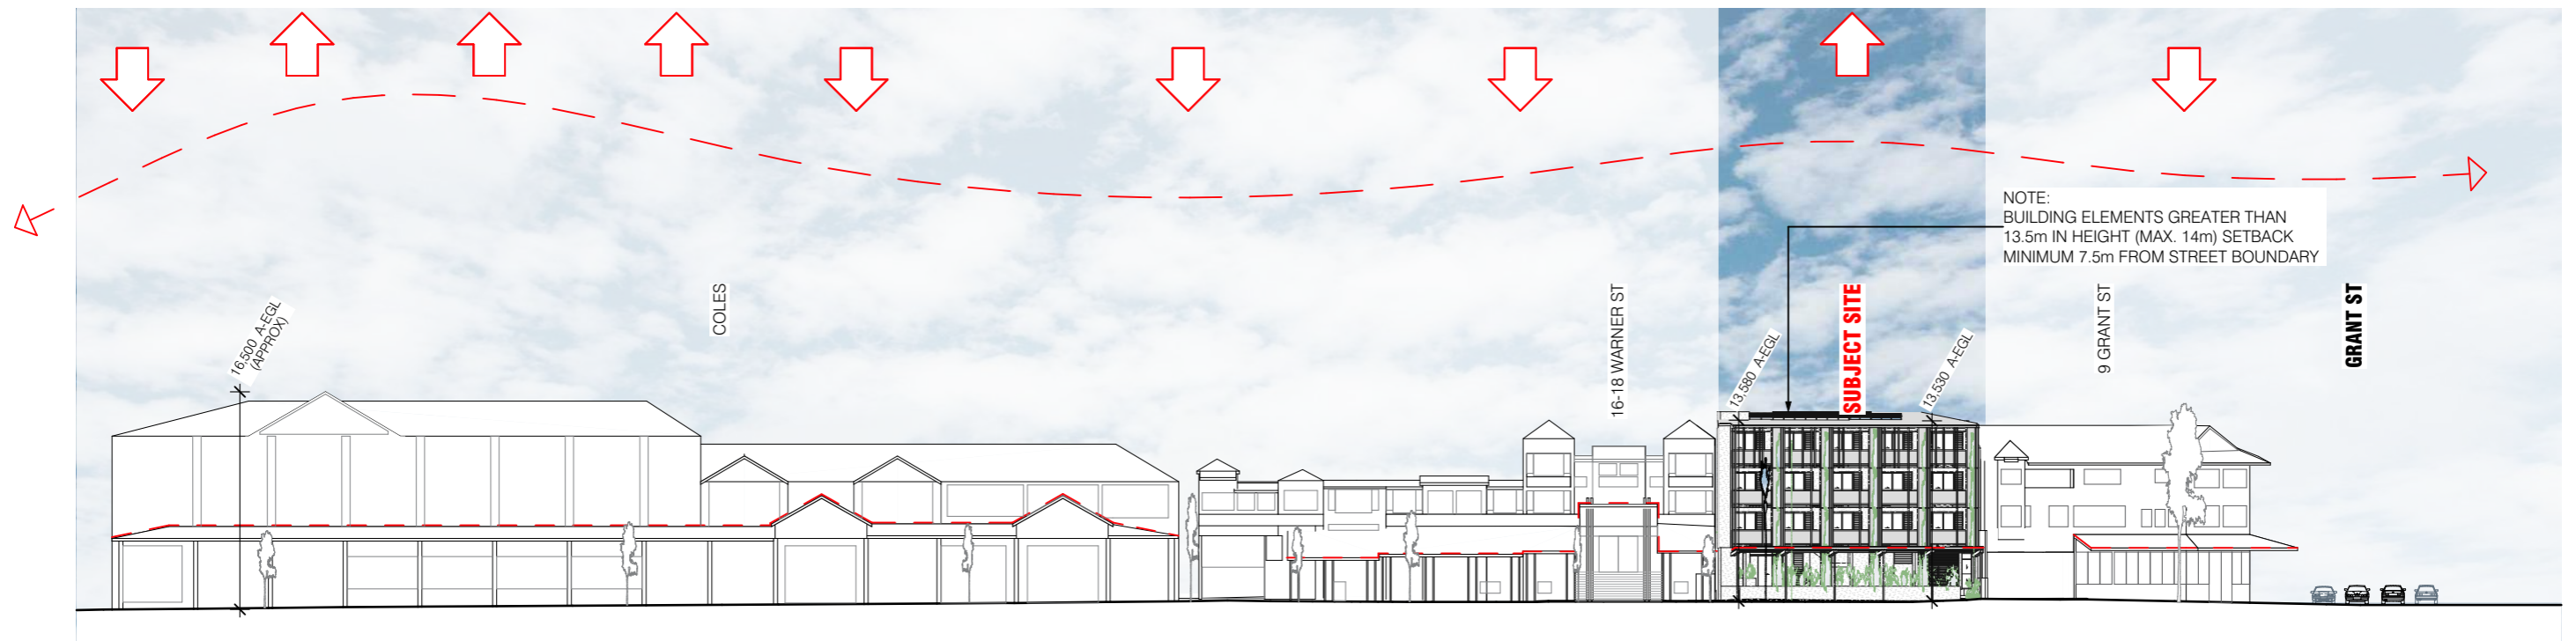 16,500 A-EGL
(APPROX)
COLES
16-18 WARNER ST
13,580 A-EGL
SUBJECT SITE
13,530 A-EGL
NOTE:
BUILDING ELEMENTS GREATER THAN
13.5m IN HEIGHT (MAX. 14m) SETBACK
MINIMUM 7.5m FROM STREET BOUNDARY
9 GRANT ST
GRANT ST